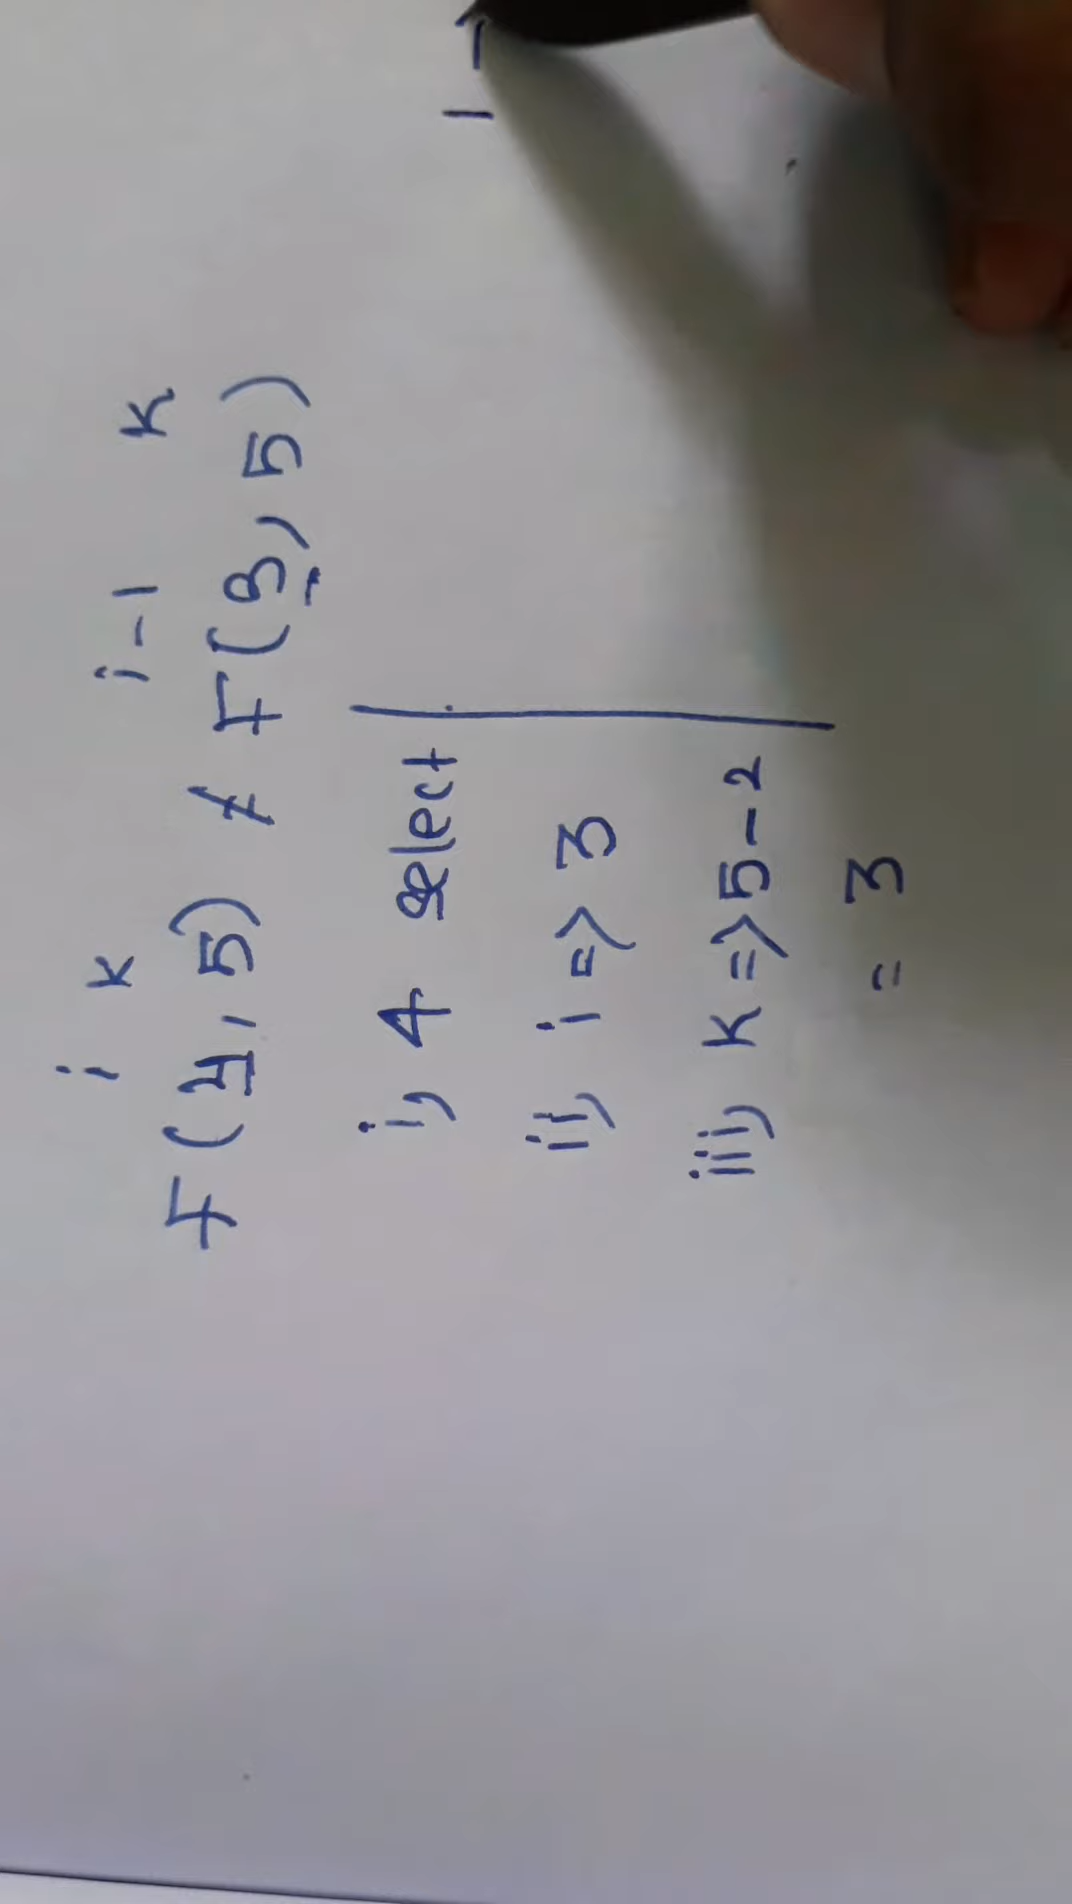 i K i-1 K
F(4, 5) ≠ F(3, 5)
i) 4 select
ii) i => 3
iii) K => 5-2
= 3